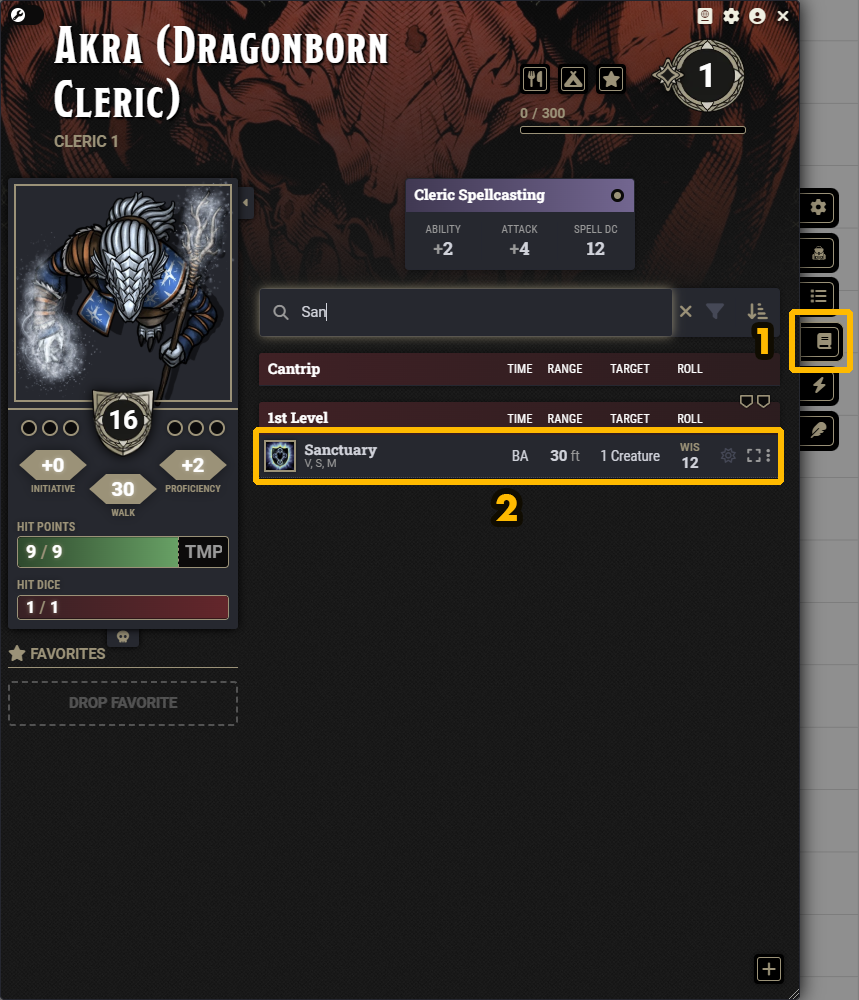 AKRA (DRAGONBORN
CLERIC)
CLERIC 1
1
0 / 300
Cleric Spellcasting
ABILITY ATTACK SPELL DC
+2 +4 12
San
1
Cantrip TIME RANGE TARGET ROLL
1st Level TIME RANGE TARGET ROLL
Sanctuary BA 30 ft 1 Creature WIS 12
V, S, M
2
16
+0 +2
INITIATIVE 30 PROFICIENCY
WALK
HIT POINTS
9 / 9 TMP
HIT DICE
1 / 1
FAVORITES
DROP FAVORITE